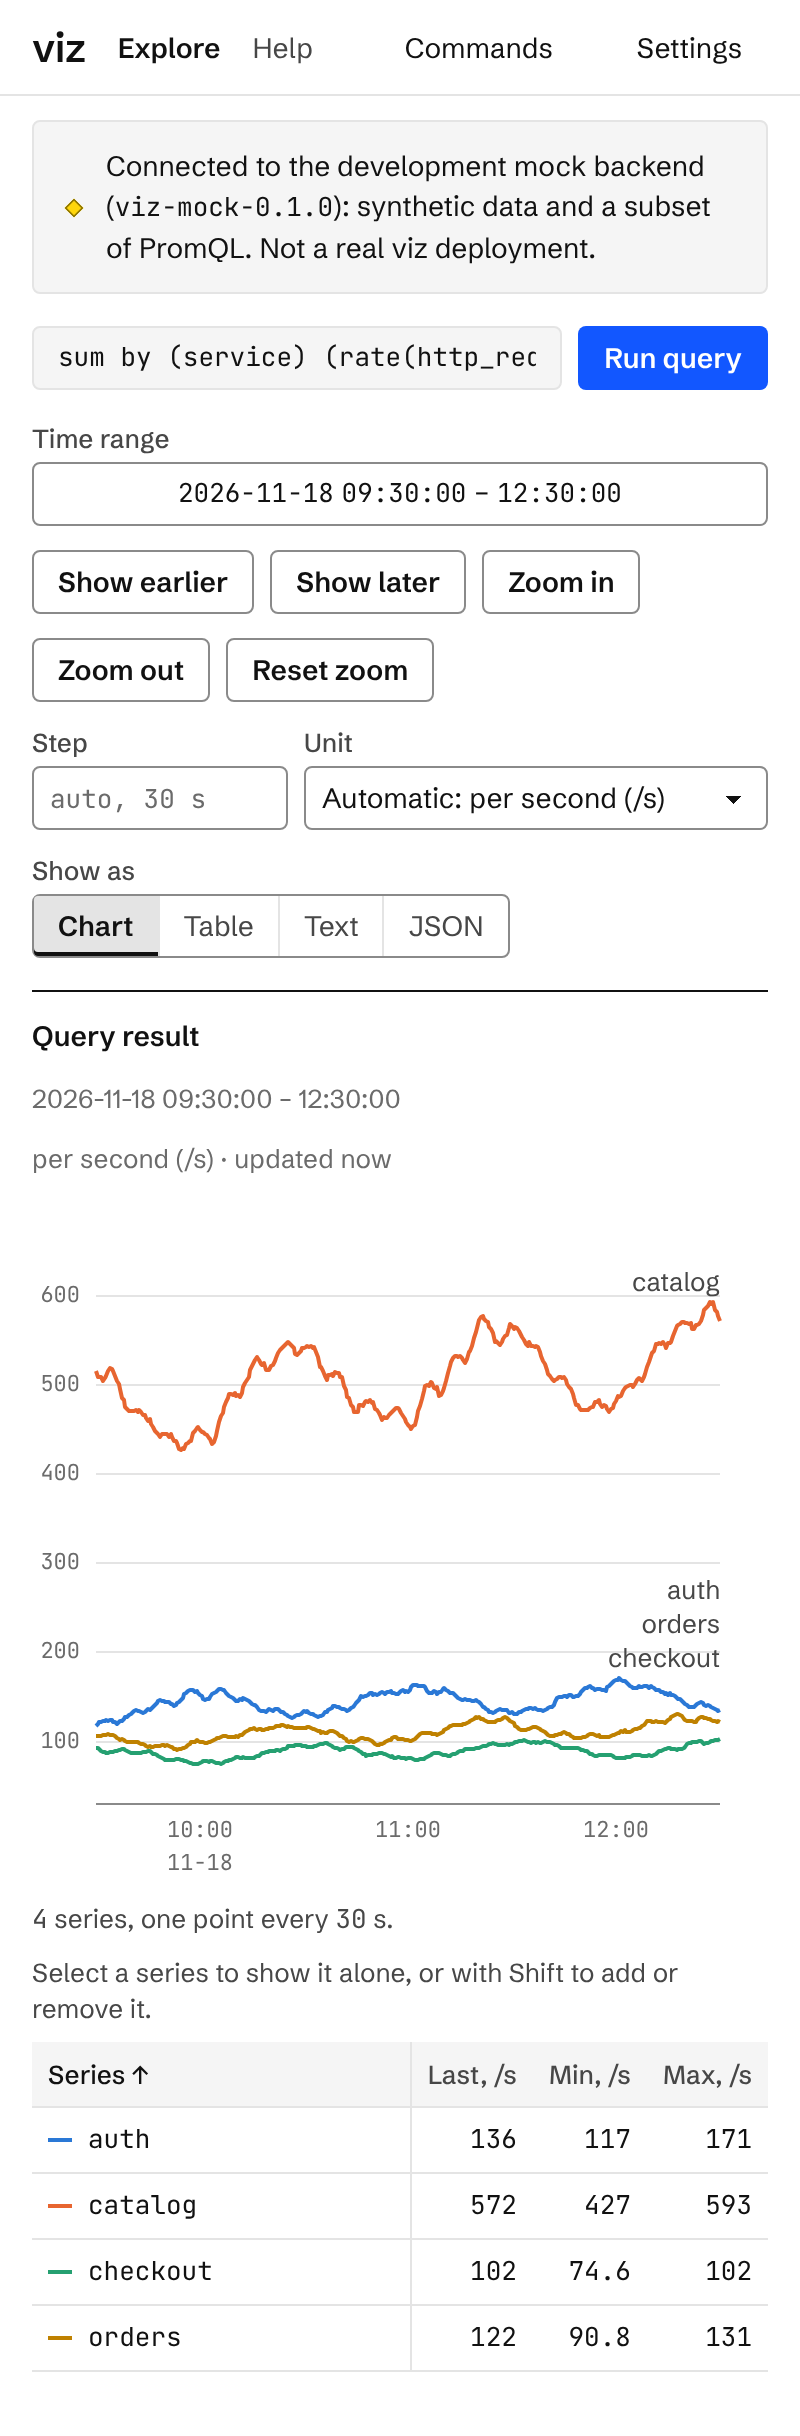 viz Explore Help Commands Settings
Connected to the development mock backend
(viz-mock-0.1.0): synthetic data and a subset
of PromQL. Not a real viz deployment.
sum by (service) (rate(http_
Run query
Time range
2026-11-18 09:30:00 – 12:30:00
Show earlier Show later Zoom in
Zoom out Reset zoom
Step Unit
auto, 30 s Automatic: per second (/s)
Show as
Chart Table Text JSON
Query result
2026-11-18 09:30:00 – 12:30:00
per second (/s) · updated now
catalog
600
500
400
300
auth
orders
200
checkout
100
10:00 11:00 12:00
11-18
4 series, one point every 30 s.
Select a series to show it alone, or with Shift to add or
remove it.
Series ↑ Last, /s Min, /s Max, /s
auth 136 117 171
catalog 572 427 593
checkout 102 74.6 102
orders 122 90.8 131